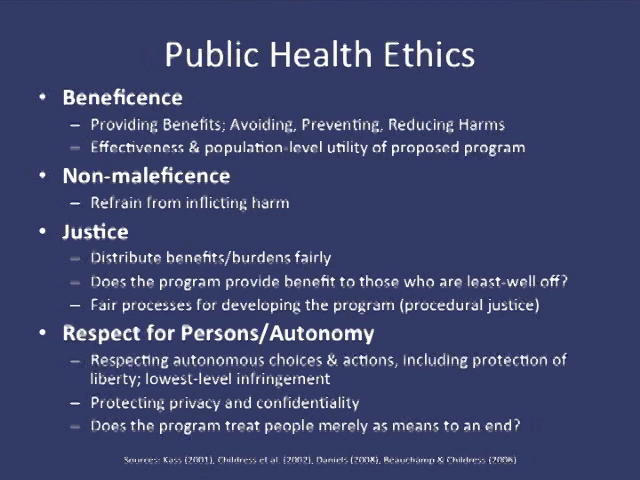 Public Health Ethics
• Beneficence
– Providing Benefits; Avoiding, Preventing, Reducing Harms
– Effectiveness & population-level utility of proposed program
• Non-maleficence
– Refrain from inflicting harm
• Justice
– Distribute benefits/burdens fairly
– Does the program provide benefit to those who are least-well off?
– Fair processes for developing the program (procedural justice)
• Respect for Persons/Autonomy
– Respecting autonomous choices & actions, including protection of
liberty; lowest-level infringement
– Protecting privacy and confidentiality
– Does the program treat people merely as means to an end?
Sources: Kass (2001), Childress et al. (2002), Daniels (2008), Beauchamp & Childress (2008)